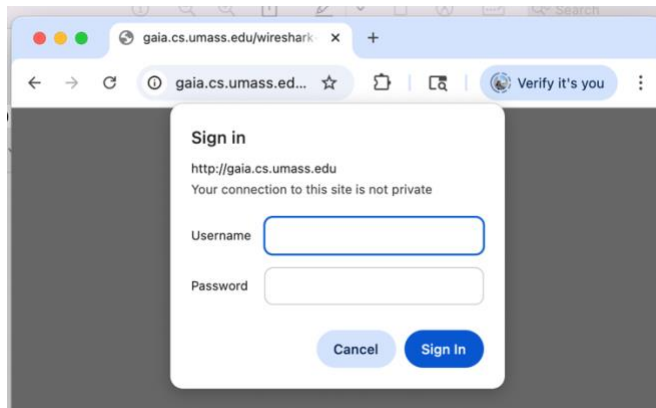 Search
gaia.cs.umass.edu/wireshark
gaia.cs.umass.ed...
Verify it's you
Sign in
http://gaia.cs.umass.edu
Your connection to this site is not private
Username
Password
Cancel
Sign In